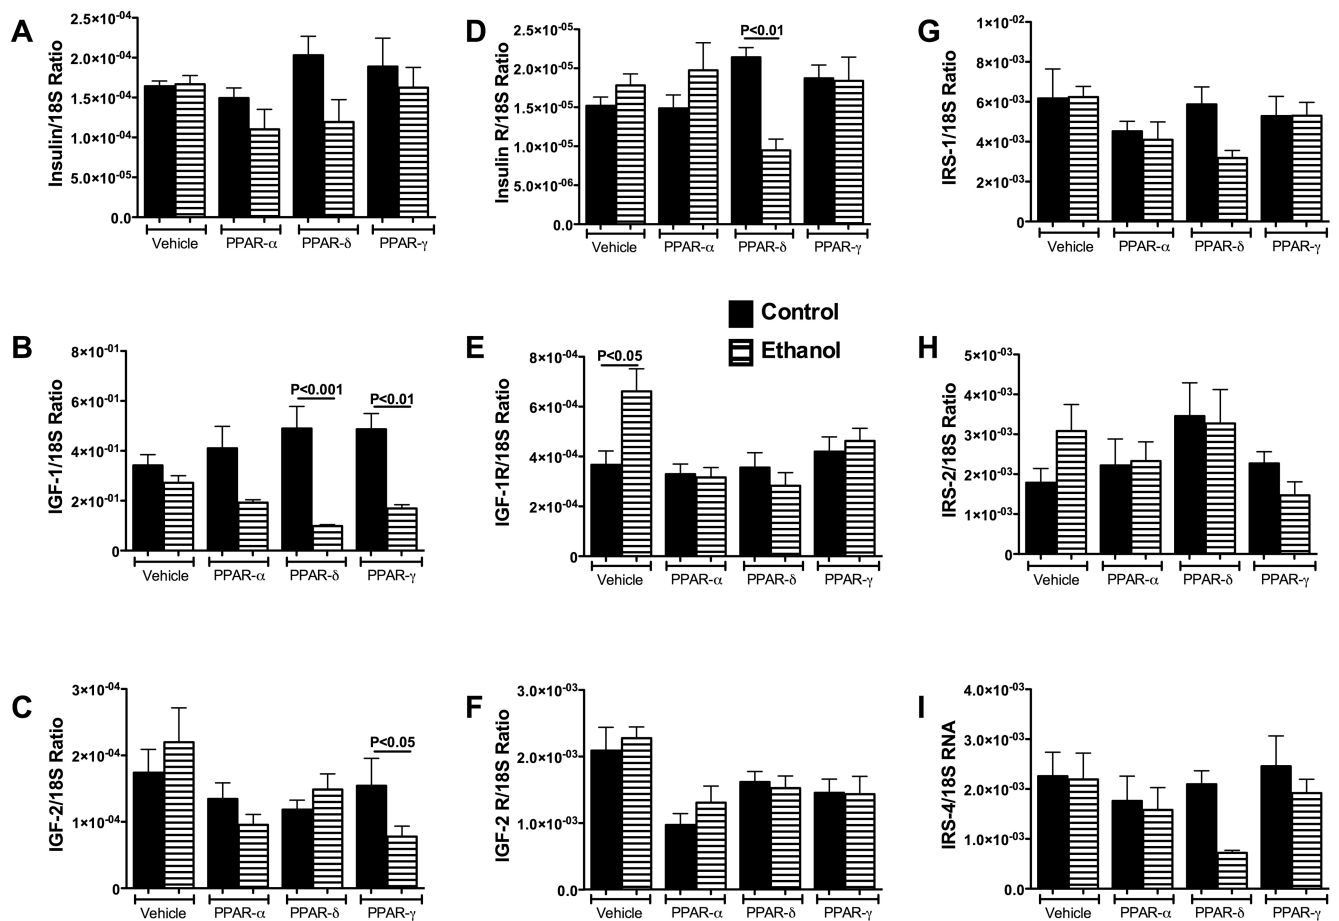 A
Insulin/18S Ratio
2.5×10⁻⁰⁴
2.0×10⁻⁰⁴
1.5×10⁻⁰⁴
1.0×10⁻⁰⁴
5.0×10⁻⁰⁵
0.0
Vehicle PPAR-α PPAR-δ PPAR-γ
D
Insulin R/18S Ratio
2.5×10⁻⁰⁵
2.0×10⁻⁰⁵
1.5×10⁻⁰⁵
1.0×10⁻⁰⁵
5.0×10⁻⁰⁶
0.0
P<0.01
Vehicle PPAR-α PPAR-δ PPAR-γ
G
IRS-1/18S Ratio
1×10⁻⁰²
8×10⁻⁰³
6×10⁻⁰³
4×10⁻⁰³
2×10⁻⁰³
0
Vehicle PPAR-α PPAR-δ PPAR-γ
Control
Ethanol
B
IGF-1/18S Ratio
8×10⁻⁰¹
6×10⁻⁰¹
4×10⁻⁰¹
2×10⁻⁰¹
0
P<0.001
P<0.01
Vehicle PPAR-α PPAR-δ PPAR-γ
E
IGF-1R/18S Ratio
8×10⁻⁰⁴
6×10⁻⁰⁴
4×10⁻⁰⁴
2×10⁻⁰⁴
0
P<0.05
Vehicle PPAR-α PPAR-δ PPAR-γ
H
IRS-2/18S Ratio
5×10⁻⁰³
4×10⁻⁰³
3×10⁻⁰³
2×10⁻⁰³
1×10⁻⁰³
0
Vehicle PPAR-α PPAR-δ PPAR-γ
C
IGF-2/18S Ratio
3×10⁻⁰⁴
2×10⁻⁰⁴
1×10⁻⁰⁴
0
P<0.05
Vehicle PPAR-α PPAR-δ PPAR-γ
F
IGF-2 R/18S Ratio
3.0×10⁻⁰³
2.0×10⁻⁰³
1.0×10⁻⁰³
0.0
Vehicle PPAR-α PPAR-δ PPAR-γ
I
IRS-4/18S RNA
4.0×10⁻⁰³
3.0×10⁻⁰³
2.0×10⁻⁰³
1.0×10⁻⁰³
0.0
Vehicle PPAR-α PPAR-δ PPAR-γ